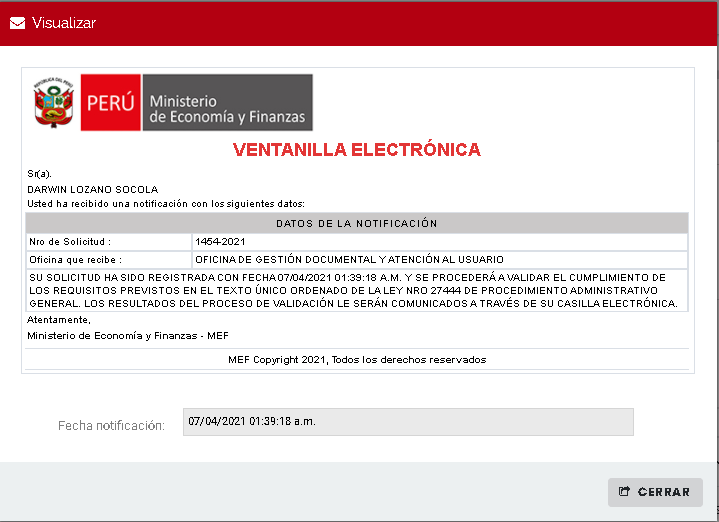 Visualizar
REPUBLICA DEL PERU
PERÚ
Ministerio
de Economía y Finanzas
VENTANILLA ELECTRÓNICA
Sr(a).
DARWIN LOZANO SOCOLA
Usted ha recibido una notificación con los siguientes datos:
DATOS DE LA NOTIFICACIÓN
Nro de Solicitud : 1454-2021
Oficina que recibe : OFICINA DE GESTIÓN DOCUMENTAL Y ATENCIÓN AL USUARIO
SU SOLICITUD HA SIDO REGISTRADA CON FECHA 07/04/2021 01:39:18 A.M. Y SE PROCEDERÁ A VALIDAR EL CUMPLIMIENTO DE
LOS REQUISITOS PREVISTOS EN EL TEXTO ÚNICO ORDENADO DE LA LEY NRO 27444 DE PROCEDIMIENTO ADMINISTRATIVO
GENERAL. LOS RESULTADOS DEL PROCESO DE VALIDACIÓN LE SERÁN COMUNICADOS A TRAVÉS DE SU CASILLA ELECTRÓNICA.
Atentamente,
Ministerio de Economía y Finanzas - MEF
MEF Copyright 2021, Todos los derechos reservados
Fecha notificación: 07/04/2021 01:39:18 a.m.
CERRAR